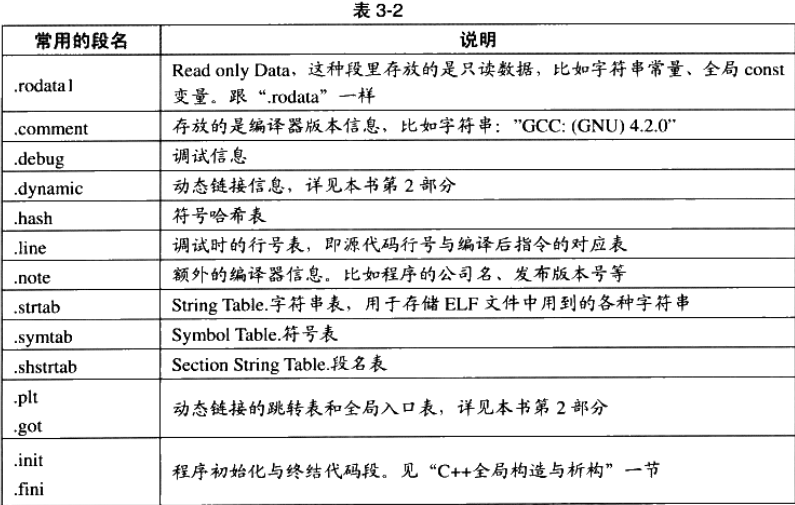 表 3-2
常用的段名 说明
.rodata1 Read only Data，这种段里存放的是只读数据，比如字符串常量、全局 const
变量。跟“.rodata”一样
.comment 存放的是编译器版本信息，比如字符串：”GCC: (GNU) 4.2.0”
.debug 调试信息
.dynamic 动态链接信息，详见本书第 2 部分
.hash 符号哈希表
.line 调试时的行号表，即源代码行号与编译后指令的对应表
.note 额外的编译器信息。比如程序的公司名、发布版本号等
.strtab String Table.字符串表，用于存储 ELF 文件中用到的各种字符串
.symtab Symbol Table.符号表
.shstrtab Section String Table.段名表
.plt
.got
动态链接的跳转表和全局入口表，详见本书第 2 部分
.init
.fini
程序初始化与终结代码段。见“C++全局构造与析构”一节